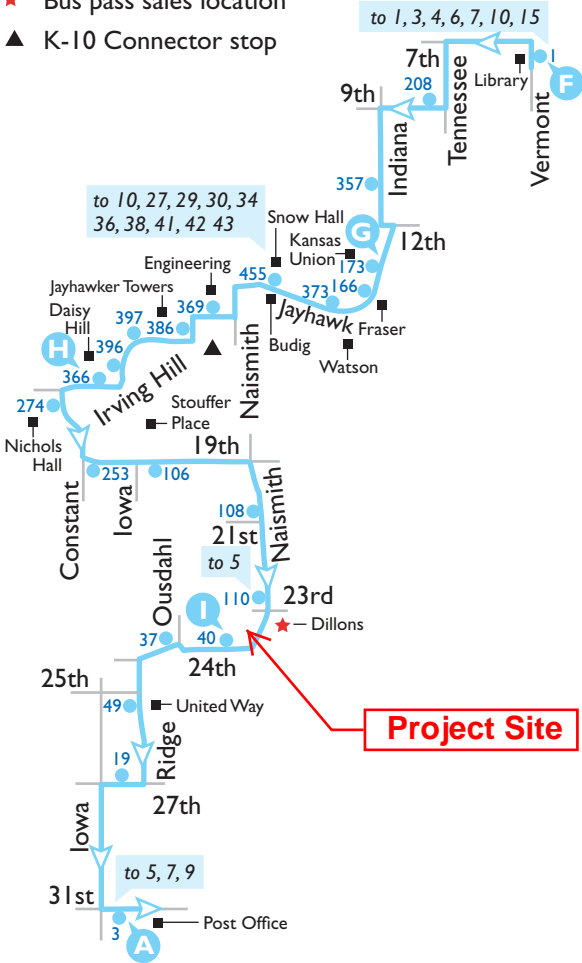 Bus pass sales location
K-10 Connector stop
to 1, 3, 4, 6, 7, 10, 15
7th
Library
1
F
208
9th
Tennessee
Vermont
Indiana
357
to 10, 27, 29, 30, 34
36, 38, 41, 42 43
Snow Hall
Kansas
Union
G
12th
173
166
373
455
Engineering
Jayhawk
Fraser
Jayhawker Towers
369
Daisy
Hill
397
386
Budig
Watson
396
H
366
Irving Hill
Naismith
274
Stouffer
Place
Nichols
Hall
19th
253
106
Constant
Iowa
108
21st
Naismith
to 5
Ousdahl
110
23rd
I
Dillons
37
40
24th
25th
49
United Way
Project Site
19
Ridge
27th
Iowa
to 5, 7, 9
31st
3
A
Post Office